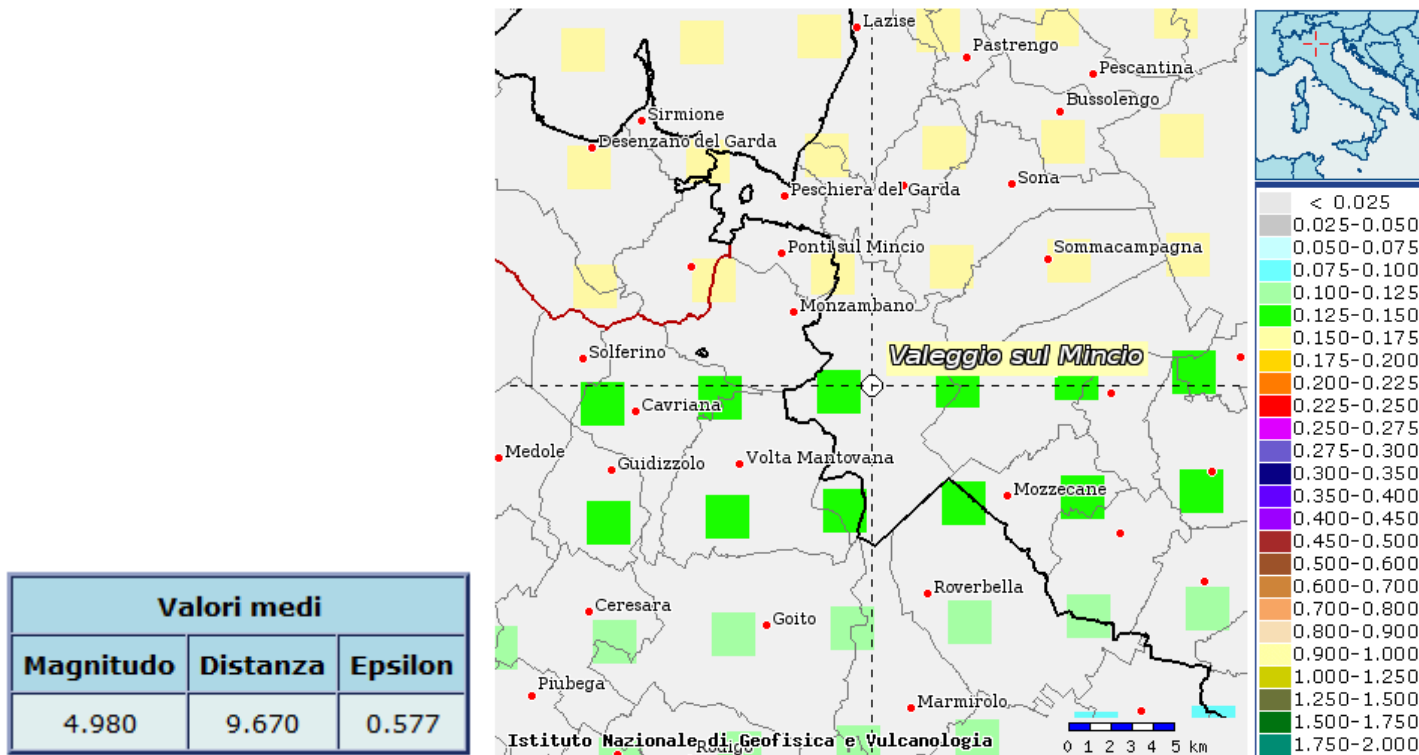 Valori medi
Magnitudo Distanza Epsilon
4.980 9.670 0.577
Lazise
Pastrengo
Pescantina
Bussolengo
Sirmione
Desenzano del Garda
Peschiera del Garda
Sona
Ponti sul Mincio
Sommacampagna
Monzambano
Solferino
Valeggio sul Mincio
Cavriana
Medole
Guidizzolo
Volta Mantovana
Mozzecane
Roverbella
Ceresara
Goito
Piubega
Marmirolo
Rodigo
Istituto Nazionale di Geofisica e Vulcanologia
0 1 2 3 4 5 km
< 0.025
0.025-0.050
0.050-0.075
0.075-0.100
0.100-0.125
0.125-0.150
0.150-0.175
0.175-0.200
0.200-0.225
0.225-0.250
0.250-0.275
0.275-0.300
0.300-0.350
0.350-0.400
0.400-0.450
0.450-0.500
0.500-0.600
0.600-0.700
0.700-0.800
0.800-0.900
0.900-1.000
1.000-1.250
1.250-1.500
1.500-1.750
1.750-2.000